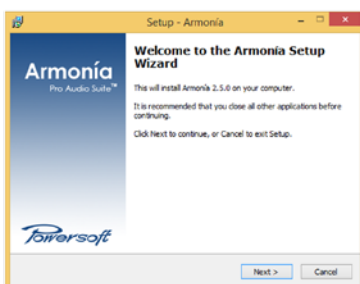 Setup - Armonía
Armonía
Pro Audio Suite™
Welcome to the Armonía Setup
Wizard
This will install Armonía 2.5.0 on your computer.
It is recommended that you close all other applications before
continuing.
Click Next to continue, or Cancel to exit Setup.
Powersoft
Next >
Cancel